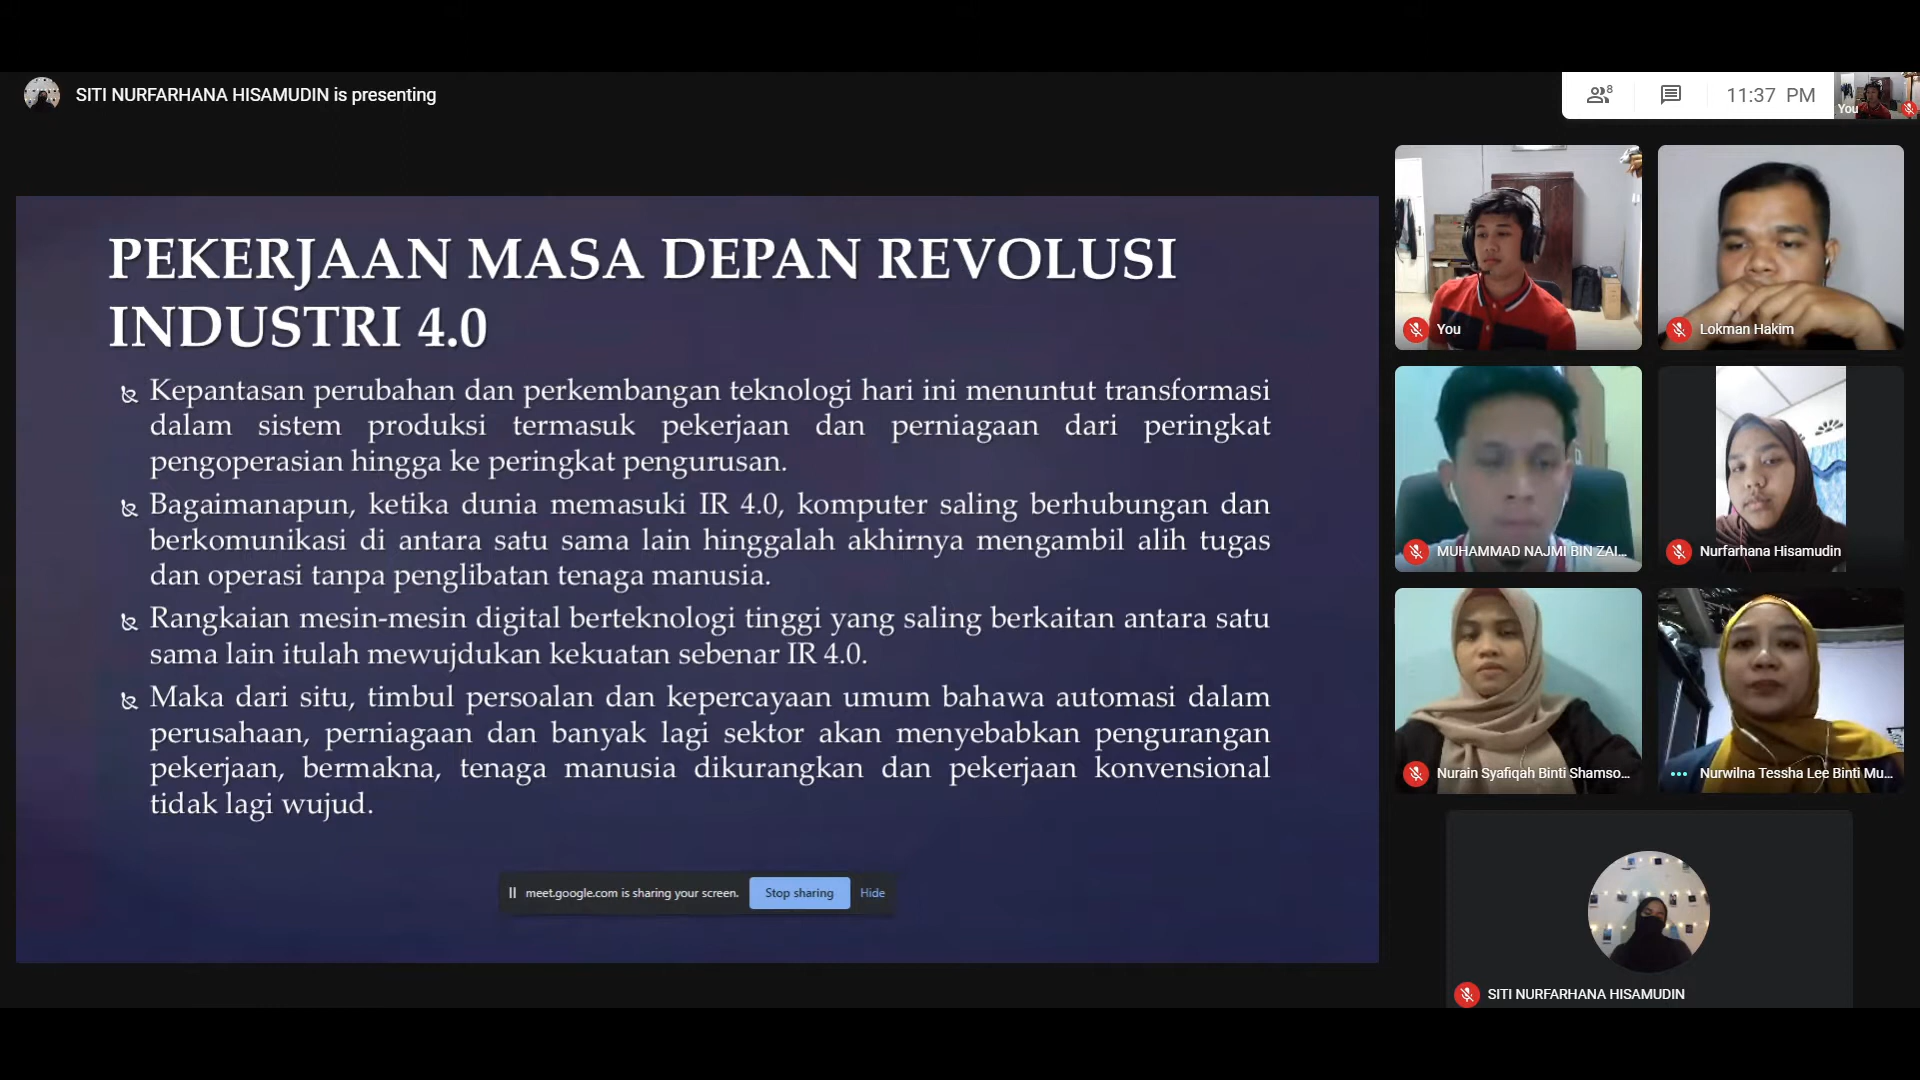 SITI NURFARHANA HISAMUDIN is presenting
8
11:37 PM
You
PEKERJAAN MASA DEPAN REVOLUSI
INDUSTRI 4.0
Kepantasan perubahan dan perkembangan teknologi hari ini menuntut transformasi
dalam sistem produksi termasuk pekerjaan dan perniagaan dari peringkat
pengoperasian hingga ke peringkat pengurusan.
Bagaimanapun, ketika dunia memasuki IR 4.0, komputer saling berhubungan dan
berkomunikasi di antara satu sama lain hinggalah akhirnya mengambil alih tugas
dan operasi tanpa penglibatan tenaga manusia.
Rangkaian mesin-mesin digital berteknologi tinggi yang saling berkaitan antara satu
sama lain itulah mewujdukan kekuatan sebenar IR 4.0.
Maka dari situ, timbul persoalan dan kepercayaan umum bahawa automasi dalam
perusahaan, perniagaan dan banyak lagi sektor akan menyebabkan pengurangan
pekerjaan, bermakna, tenaga manusia dikurangkan dan pekerjaan konvensional
tidak lagi wujud.
meet.google.com is sharing your screen.
Stop sharing
Hide
You
Lokman Hakim
MUHAMMAD NAJMI BIN ZAI...
Nurfarhana Hisamudin
Nurain Syafiqah Binti Shamso...
Nurwilna Tessha Lee Binti Mu...
SITI NURFARHANA HISAMUDIN